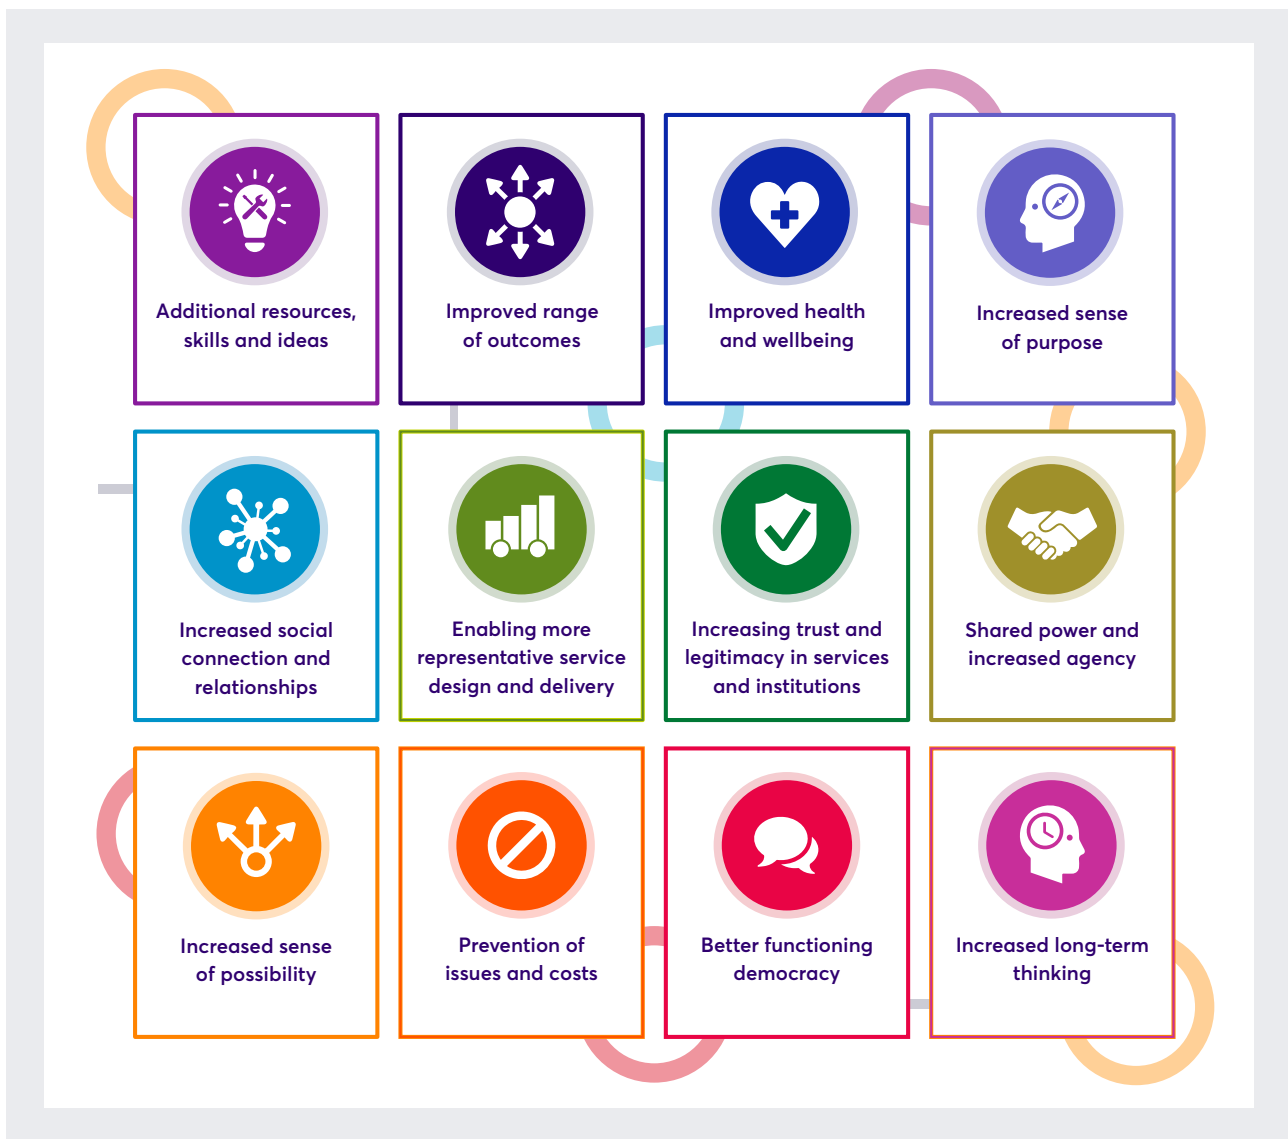 Additional resources,
skills and ideas
Improved range
of outcomes
Improved health
and wellbeing
Increased sense
of purpose
Increased social
connection and
relationships
Enabling more
representative service
design and delivery
Increasing trust and
legitimacy in services
and institutions
Shared power and
increased agency
Increased sense
of possibility
Prevention of
issues and costs
Better functioning
democracy
Increased long-term
thinking